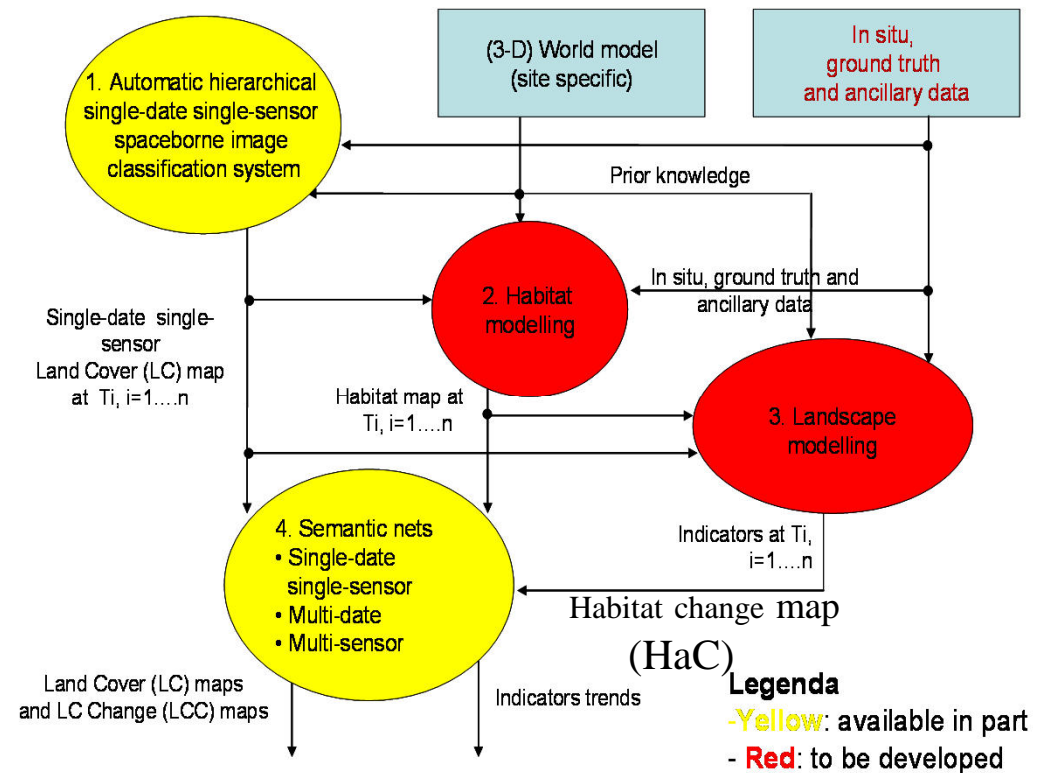 1. Automatic hierarchical
single-date single-sensor
spaceborne image
classification system
(3-D) World model
(site specific)
In situ,
ground truth
and ancillary data
Prior knowledge
2. Habitat
modelling
In situ, ground truth and
ancillary data
Single-date single-
sensor
Land Cover (LC) map
at Ti, i=1....n
Habitat map at
Ti, i=1....n
3. Landscape
modelling
4. Semantic nets
• Single-date
single-sensor
• Multi-date
• Multi-sensor
Indicators at Ti,
i=1....n
Habitat change map
(HaC)
Land Cover (LC) maps
and LC Change (LCC) maps
Indicators trends
Legenda
-Yellow: available in part
- Red: to be developed